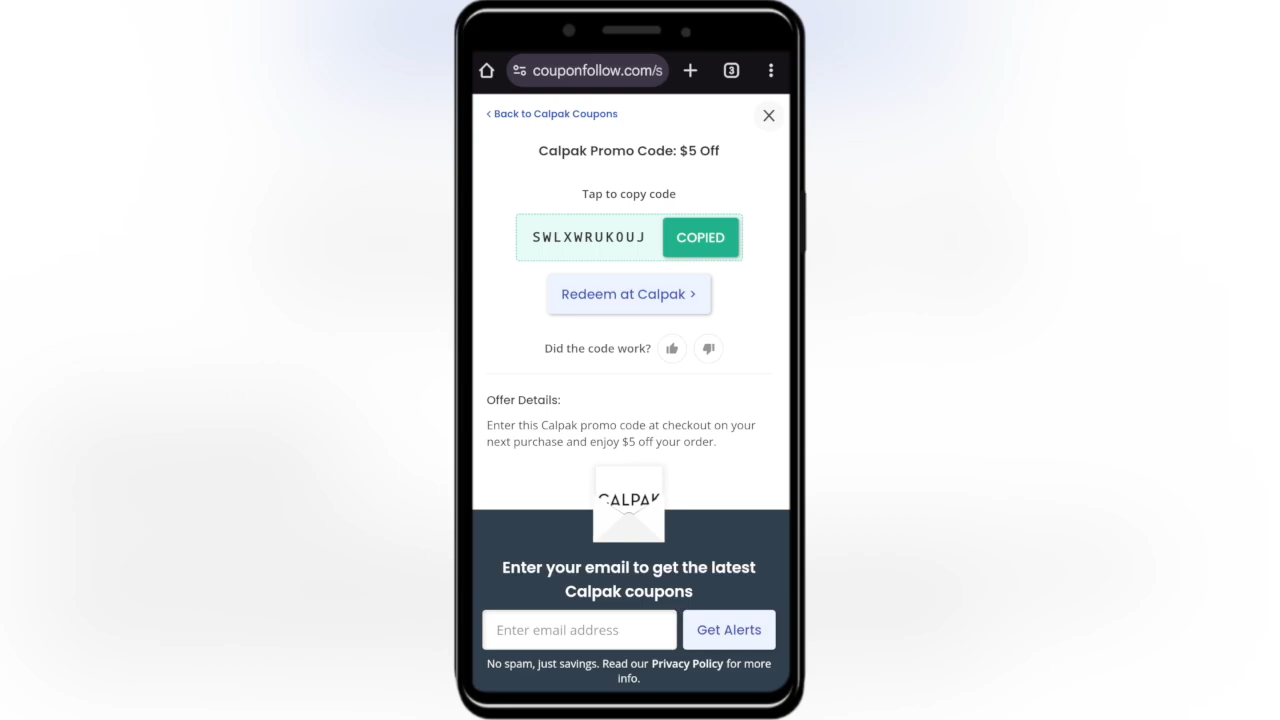 couponfollow.com/s
3
Back to Calpak Coupons
Calpak Promo Code: $5 Off
Tap to copy code
SWLXWRUKOUJ
COPIED
Redeem at Calpak >
Did the code work?
Offer Details:
Enter this Calpak promo code at checkout on your
next purchase and enjoy $5 off your order.
CALPAK
Enter your email to get the latest
Calpak coupons
Enter email address
Get Alerts
No spam, just savings. Read our Privacy Policy for more
info.